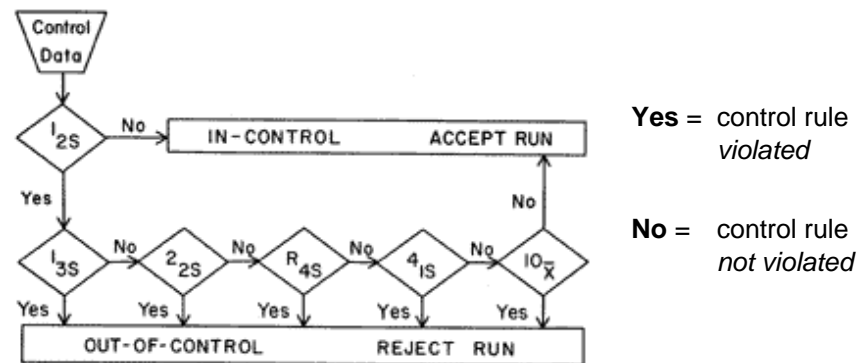 Control
Data
1 2S
No
IN-CONTROL ACCEPT RUN
Yes
No
1 3S
No
2 2S
No
R 4S
No
4 1S
No
10 x̅
Yes
Yes
Yes
Yes
Yes
OUT-OF-CONTROL REJECT RUN
Yes = control rule
violated
No = control rule
not violated